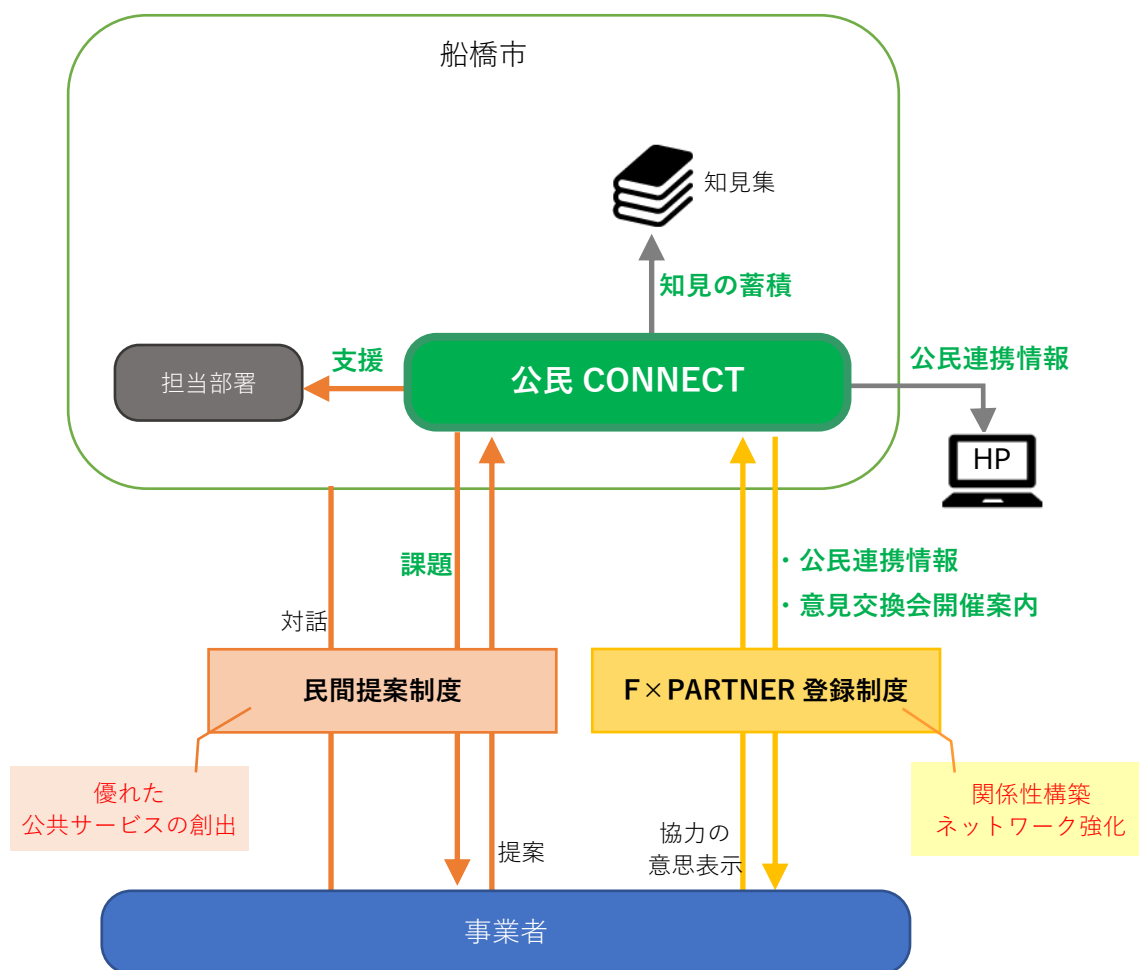 船橋市
知見集
知見の蓄積
支援
公民連携情報
担当部署
公民 CONNECT
HP
課題
・公民連携情報
・意見交換会開催案内
対話
民間提案制度
F×PARTNER 登録制度
優れた
公共サービスの創出
関係性構築
ネットワーク強化
提案
協力の
意思表示
事業者